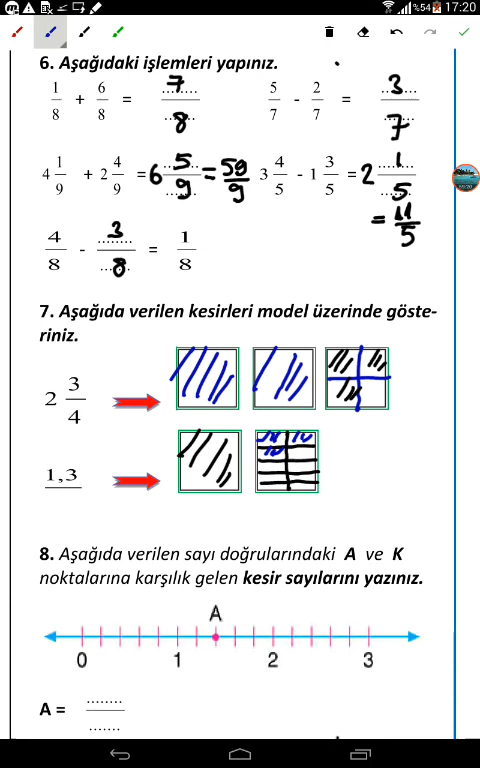 %54 17:20
6. Aşağıdaki işlemleri yapınız.
1/8 + 6/8 = 7/8
5/7 - 2/7 = 3/7
4 1/9 + 2 4/9 = 6 5/9 = 59/9
3 4/5 - 1 3/5 = 2 1/5 = 11/5
4/8 - 3/8 = 1/8
7. Aşağıda verilen kesirleri model üzerinde göste-
riniz.
2 3/4
1,3
8. Aşağıda verilen sayı doğrularındaki A ve K
noktalarına karşılık gelen kesir sayılarını yazınız.
A
0 1 2 3
A = ........ / .......